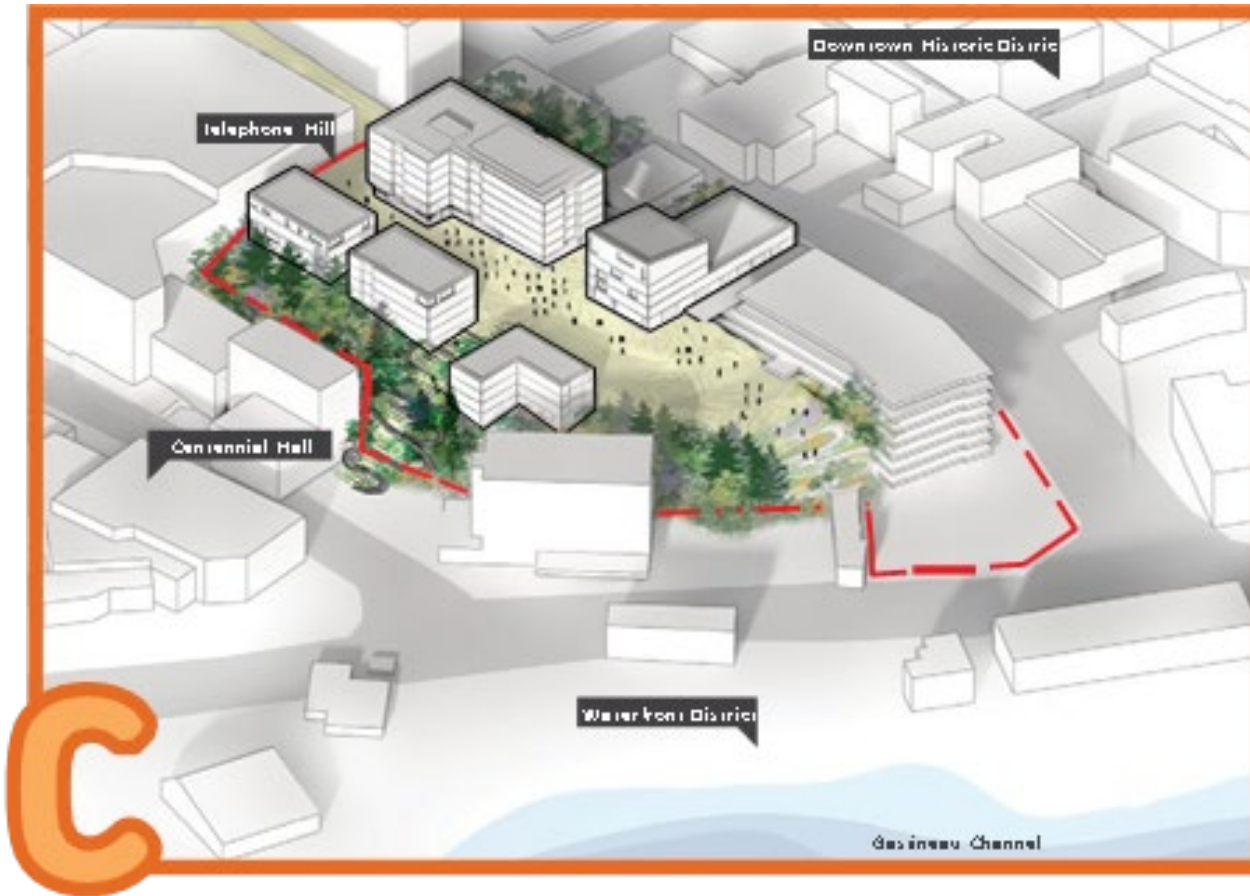 Downtown Historic District
Telephone Hill
Centennial Hall
Waterfront District
Gastineau Channel
C